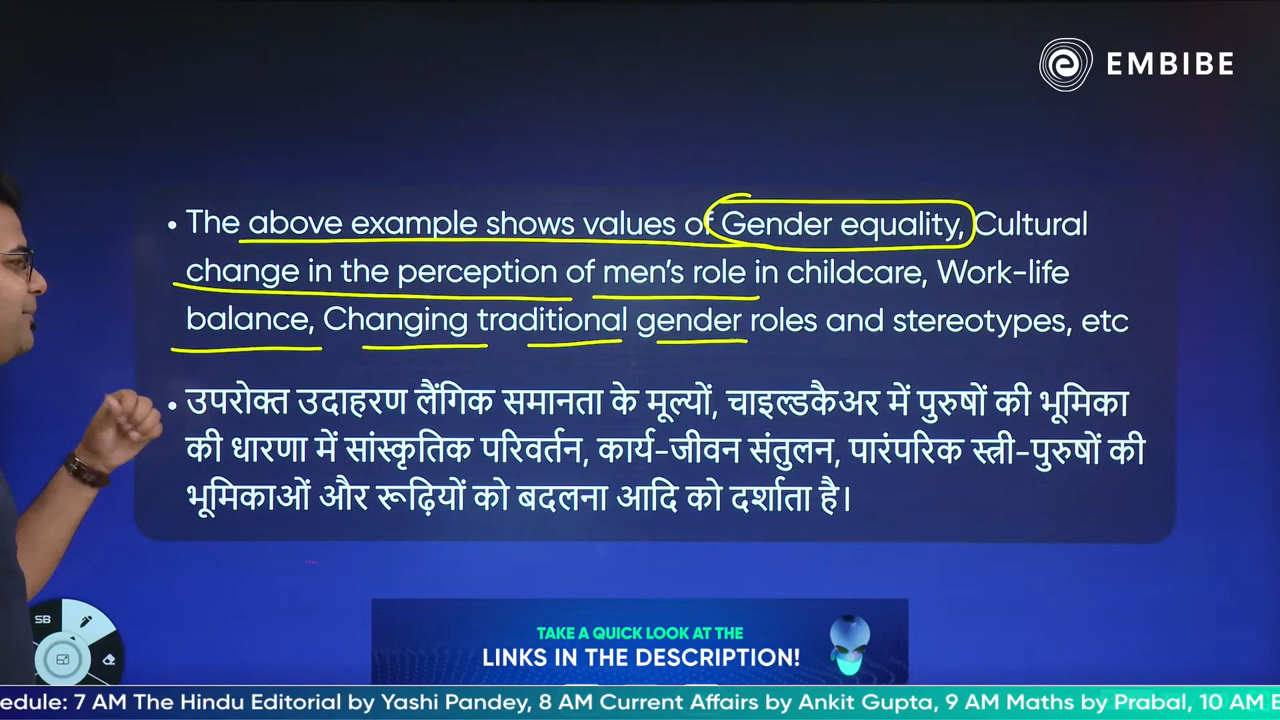 EMBIBE
• The above example shows values of Gender equality, Cultural
change in the perception of men's role in childcare, Work-life
balance, Changing traditional gender roles and stereotypes, etc
• उपरोक्त उदाहरण लैंगिक समानता के मूल्यों, चाइल्डकैअर में पुरुषों की भूमिका
की धारणा में सांस्कृतिक परिवर्तन, कार्य-जीवन संतुलन, पारंपरिक स्त्री-पुरुषों की
भूमिकाओं और रूढ़ियों को बदलना आदि को दर्शाता है।
SB
TAKE A QUICK LOOK AT THE
LINKS IN THE DESCRIPTION!
edule: 7 AM The Hindu Editorial by Yashi Pandey, 8 AM Current Affairs by Ankit Gupta, 9 AM Maths by Prabal, 10 AM E